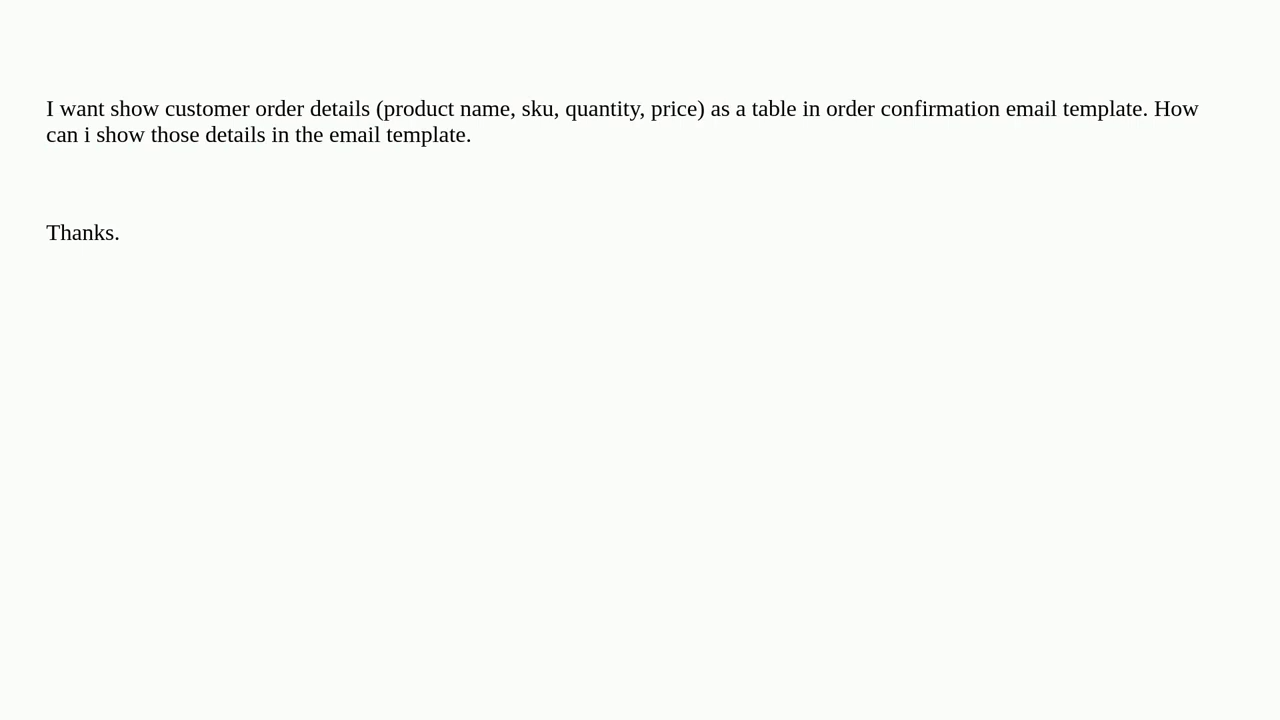 I want show customer order details (product name, sku, quantity, price) as a table in order confirmation email template. How
can i show those details in the email template.
Thanks.